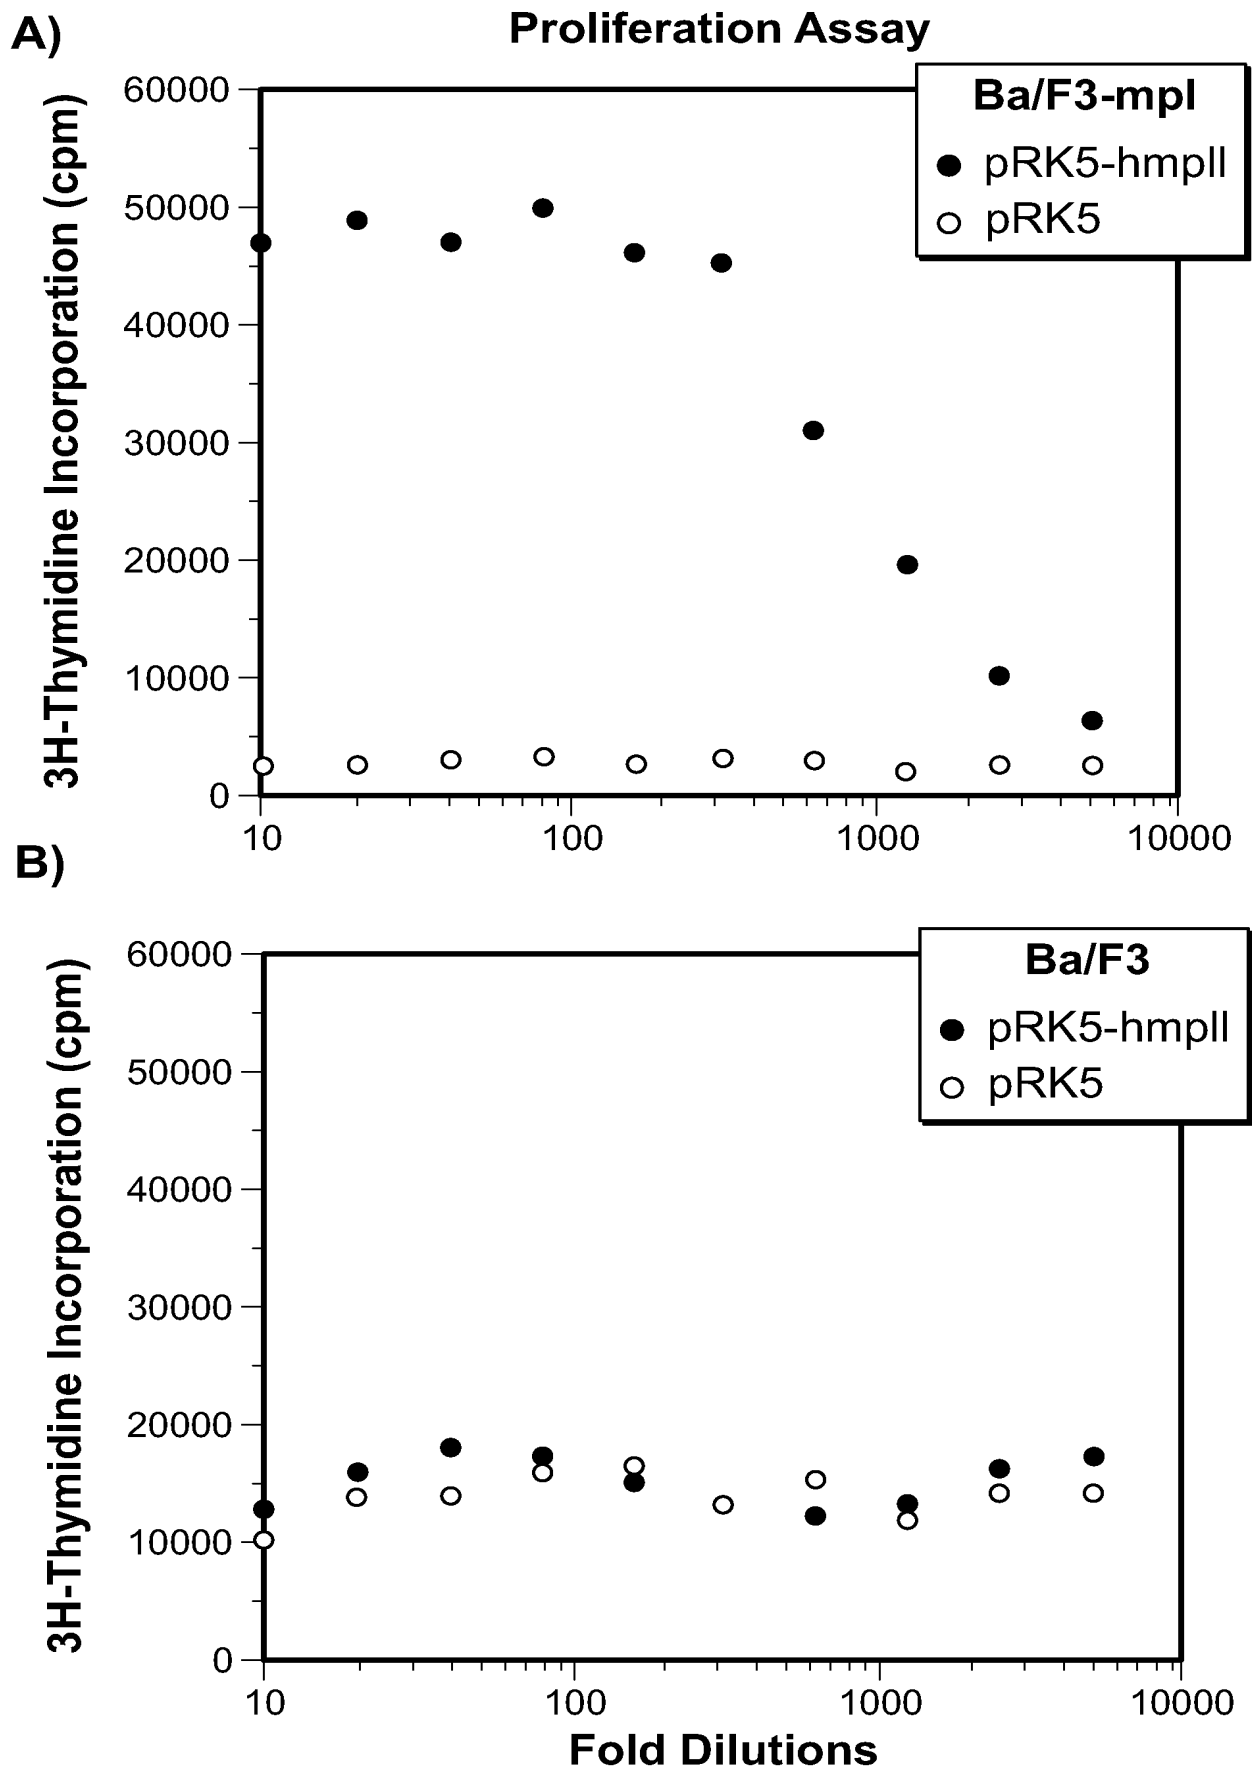 A)
Proliferation Assay
3H-Thymidine Incorporation (cpm)
60000
50000
40000
30000
20000
10000
0
10
100
1000
10000
Ba/F3-mpl
pRK5-hmplI
pRK5
B)
3H-Thymidine Incorporation (cpm)
60000
50000
40000
30000
20000
10000
0
10
100
1000
10000
Ba/F3
pRK5-hmplI
pRK5
Fold Dilutions